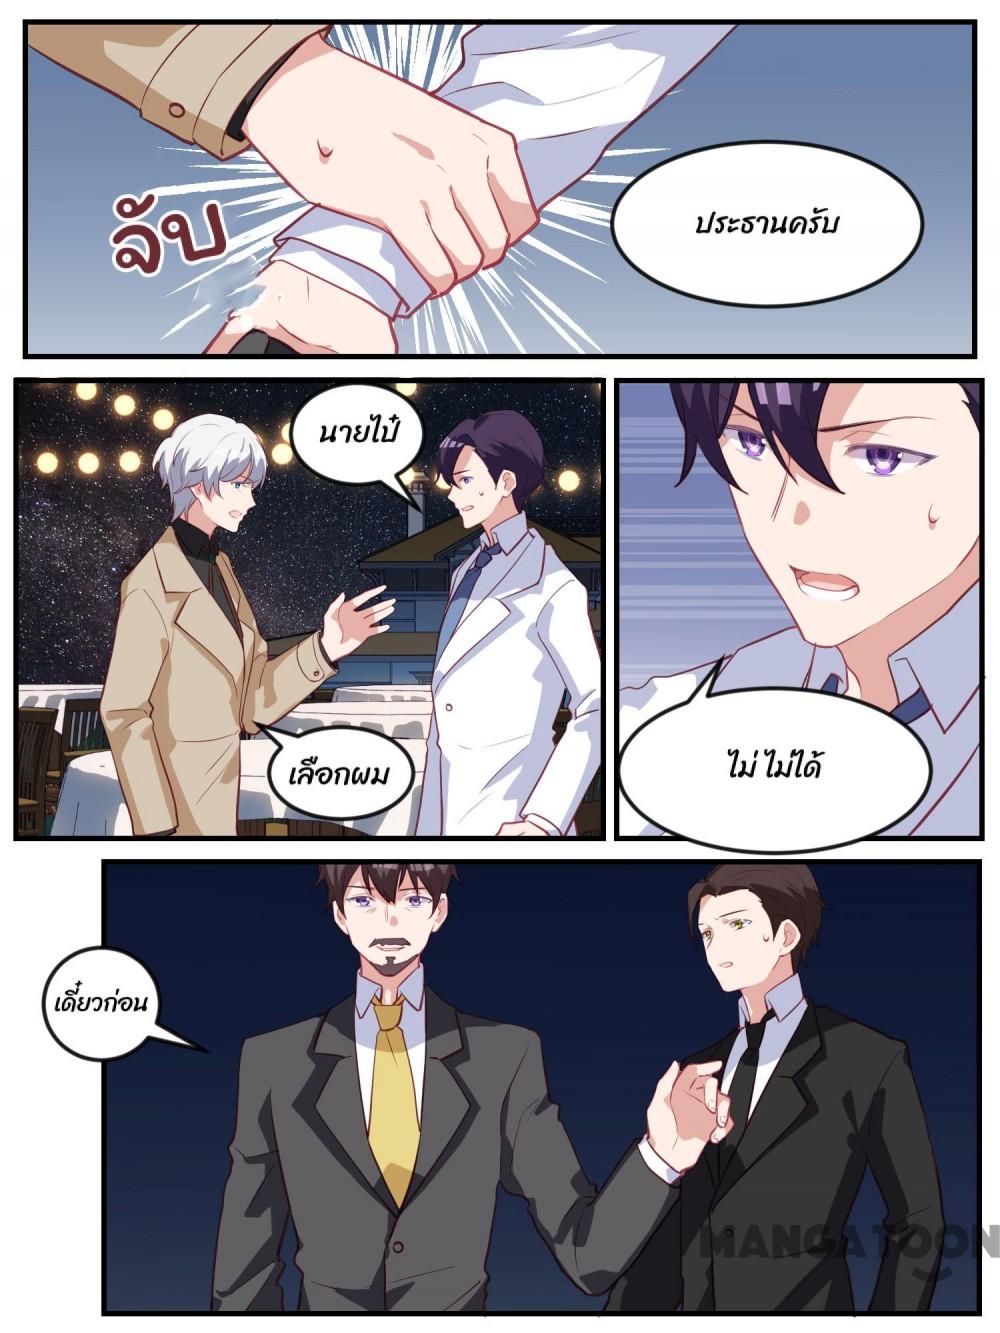 จับ
ประธานครับ
นายไป๋
เลือกผม
ไม่ ไม่ได้
เดี๋ยวก่อน
MANGATOON